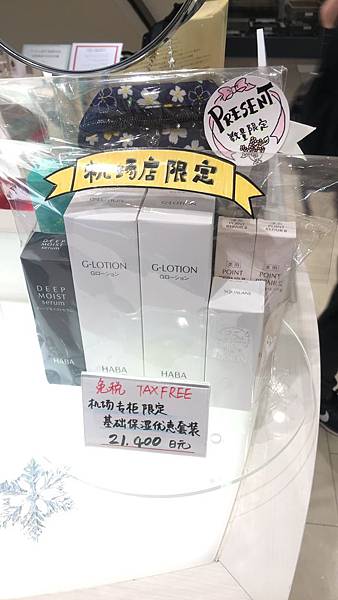 PRESENT
数量限定
机场店限定
G-LOTION
Gローション
G-LOTION
Gローション
DEEP
MOIST
serum
HABA
HABA
HABA
POINT
POINT
SQUALANE
免税 TAX FREE
机场专柜限定
基础保湿优惠套装
21,400 日元